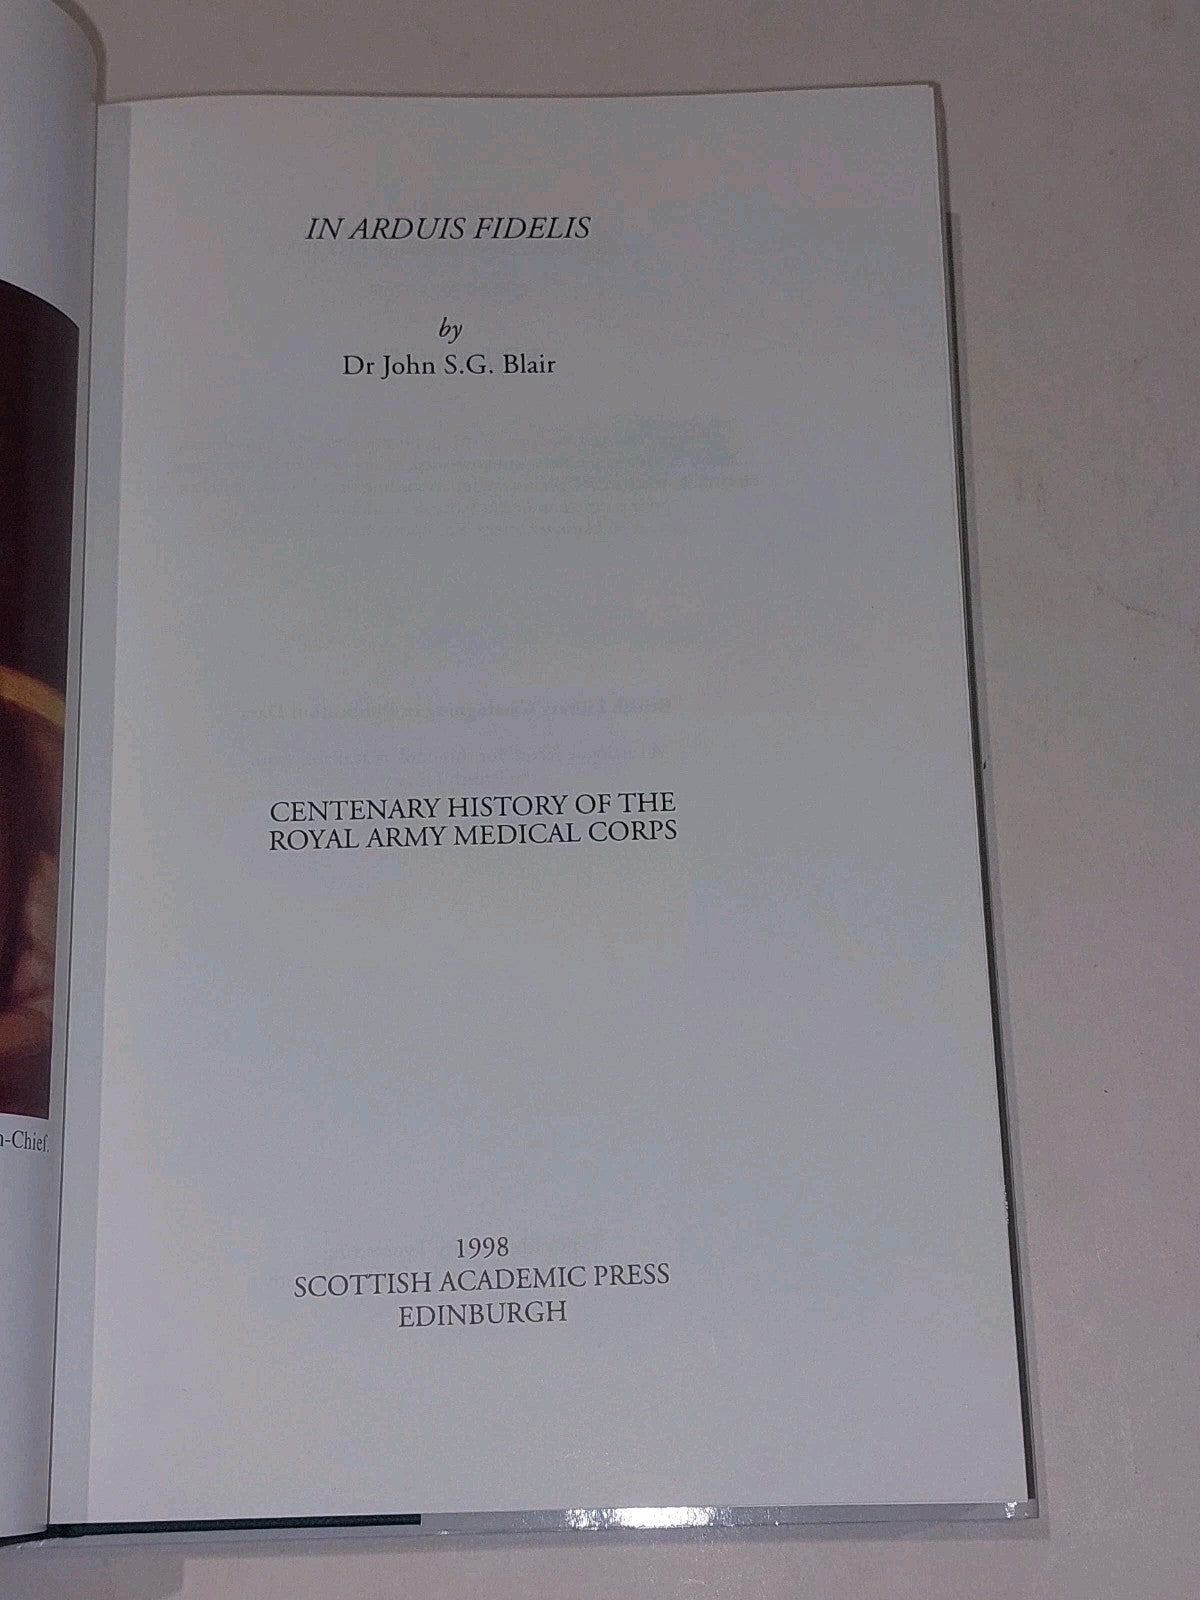 IN ARDUIS FIDELIS
by
Dr John S.G. Blair
CENTENARY HISTORY OF THE
ROYAL ARMY MEDICAL CORPS
1998
SCOTTISH ACADEMIC PRESS
EDINBURGH
-Chief.